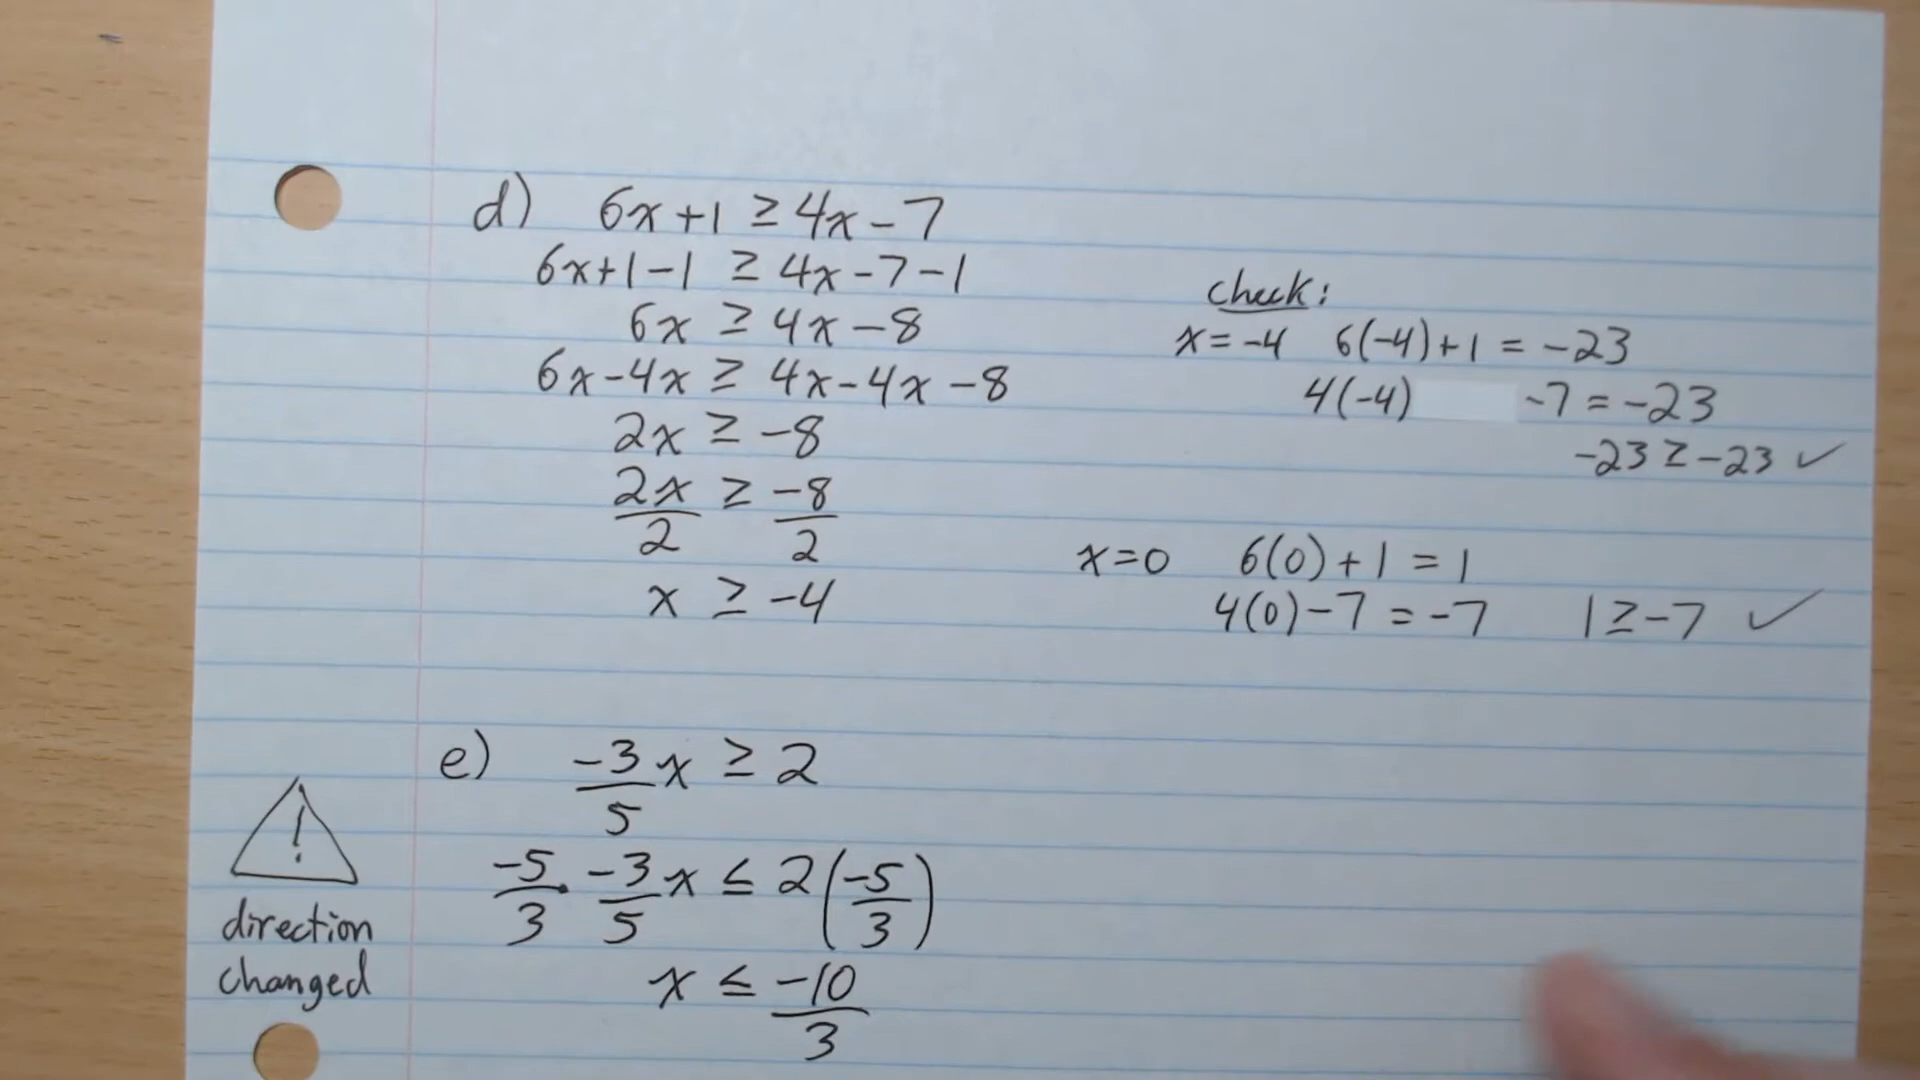 d) 6x+1 ≥ 4x-7
6x+1-1 ≥ 4x-7-1
6x ≥ 4x-8
6x-4x ≥ 4x-4x-8
2x ≥ -8
2x/2 ≥ -8/2
x ≥ -4
check:
x=-4 6(-4)+1 = -23
4(-4) -7 = -23
-23 ≥ -23 ✓
x=0 6(0)+1 = 1
4(0)-7 = -7 1 ≥ -7 ✓
e) -3/5 x ≥ 2
-5/3 · -3/5 x ≤ 2(-5/3)
x ≤ -10/3
!
direction
changed